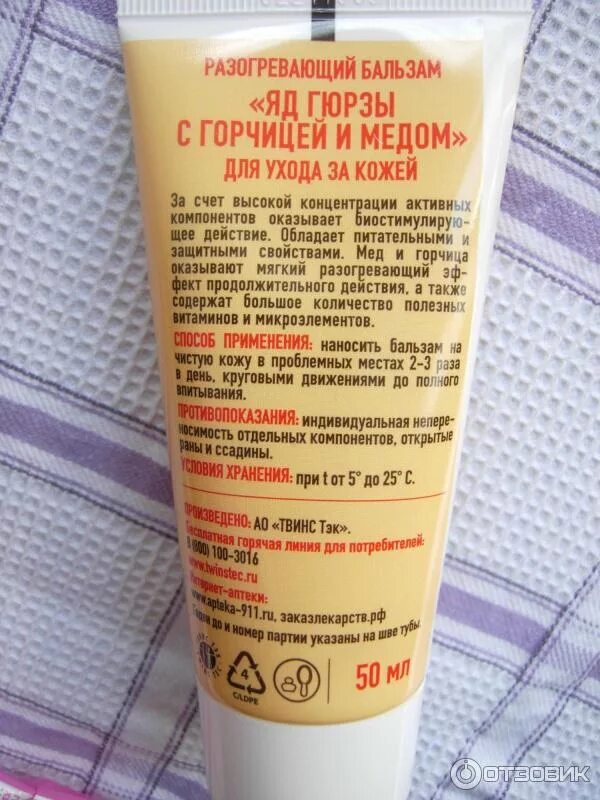 РАЗОГРЕВАЮЩИЙ БАЛЬЗАМ
«ЯД ГЮРЗЫ
С ГОРЧИЦЕЙ И МЕДОМ»
ДЛЯ УХОДА ЗА КОЖЕЙ
За счет высокой концентрации активных
компонентов оказывает биостимулирую-
щее действие. Обладает питательными и
защитными свойствами. Мед и горчица
оказывают мягкий разогревающий эф-
фект продолжительного действия, а также
содержат большое количество полезных
витаминов и микроэлементов.
СПОСОБ ПРИМЕНЕНИЯ: наносить бальзам на
чистую кожу в проблемных местах 2-3 раза
в день, круговыми движениями до полного
впитывания.
ПРОТИВОПОКАЗАНИЯ: индивидуальная непере-
носимость отдельных компонентов, открытые
раны и ссадины.
УСЛОВИЯ ХРАНЕНИЯ: при t от 5° до 25° С.
ПРОИЗВЕДЕНО: АО «ТВИНС Тэк».
Бесплатная горячая линия для потребителей:
8 (800) 100-3016
www.twinstec.ru
Интернет-аптеки:
www.apteka-911.ru, заказлекарств.рф
Годен до и номер партии указаны на шве тубы.
4
C/LDPE
50 мл
ОТЗОВИК